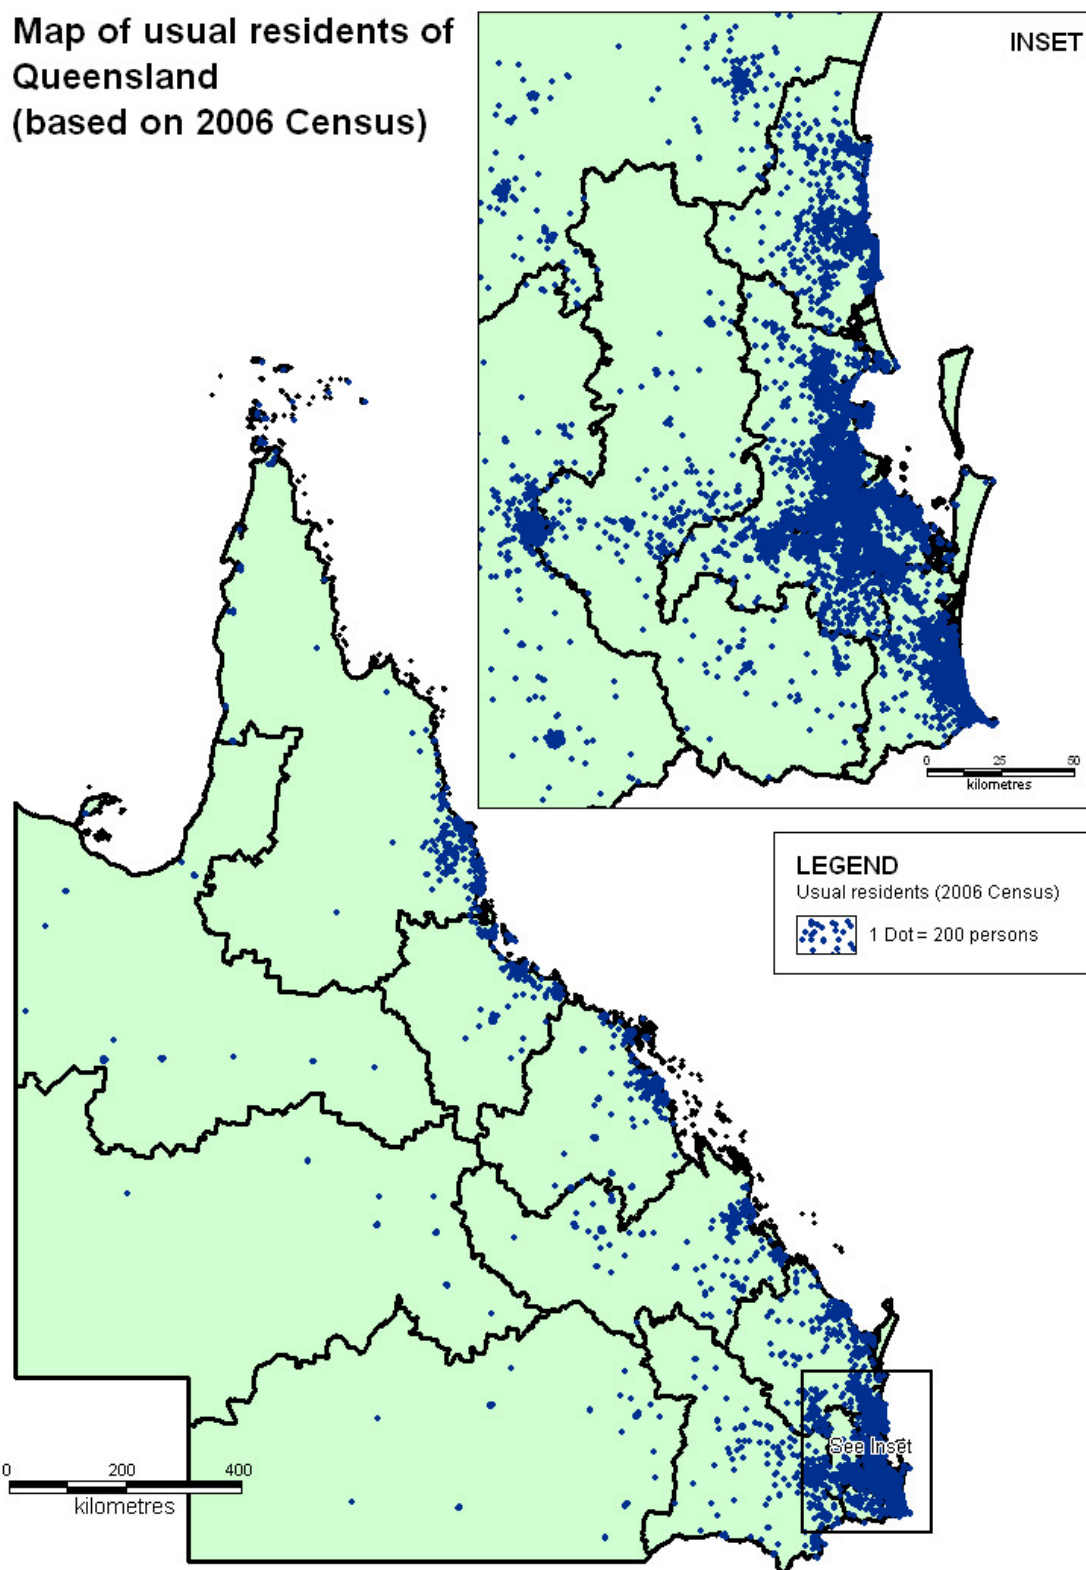 Map of usual residents of
Queensland
(based on 2006 Census)
INSET
0 25 50
kilometres
LEGEND
Usual residents (2006 Census)
1 Dot = 200 persons
See Inset
0 200 400
kilometres